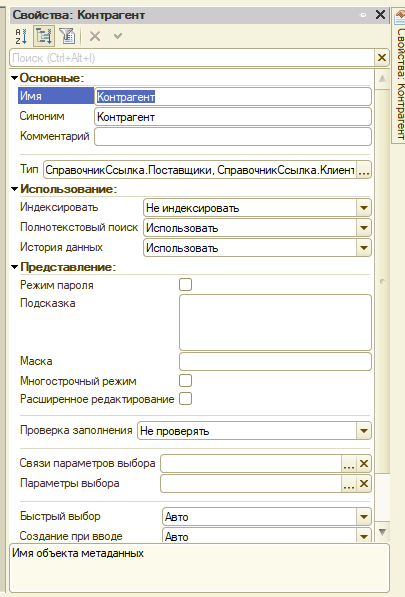 Свойства: Контрагент
Поиск (Ctrl+Alt+I)
Основные:
Имя Контрагент
Синоним Контрагент
Комментарий
Тип СправочникСсылка.Поставщики, СправочникСсылка.Клиент ...
Использование:
Индексировать Не индексировать
Полнотекстовый поиск Использовать
История данных Использовать
Представление:
Режим пароля
Подсказка
Маска
Многострочный режим
Расширенное редактирование
Проверка заполнения Не проверять
Связи параметров выбора ...
Параметры выбора ...
Быстрый выбор Авто
Создание при вводе Авто
Имя объекта метаданных
Свойства: Контрагент